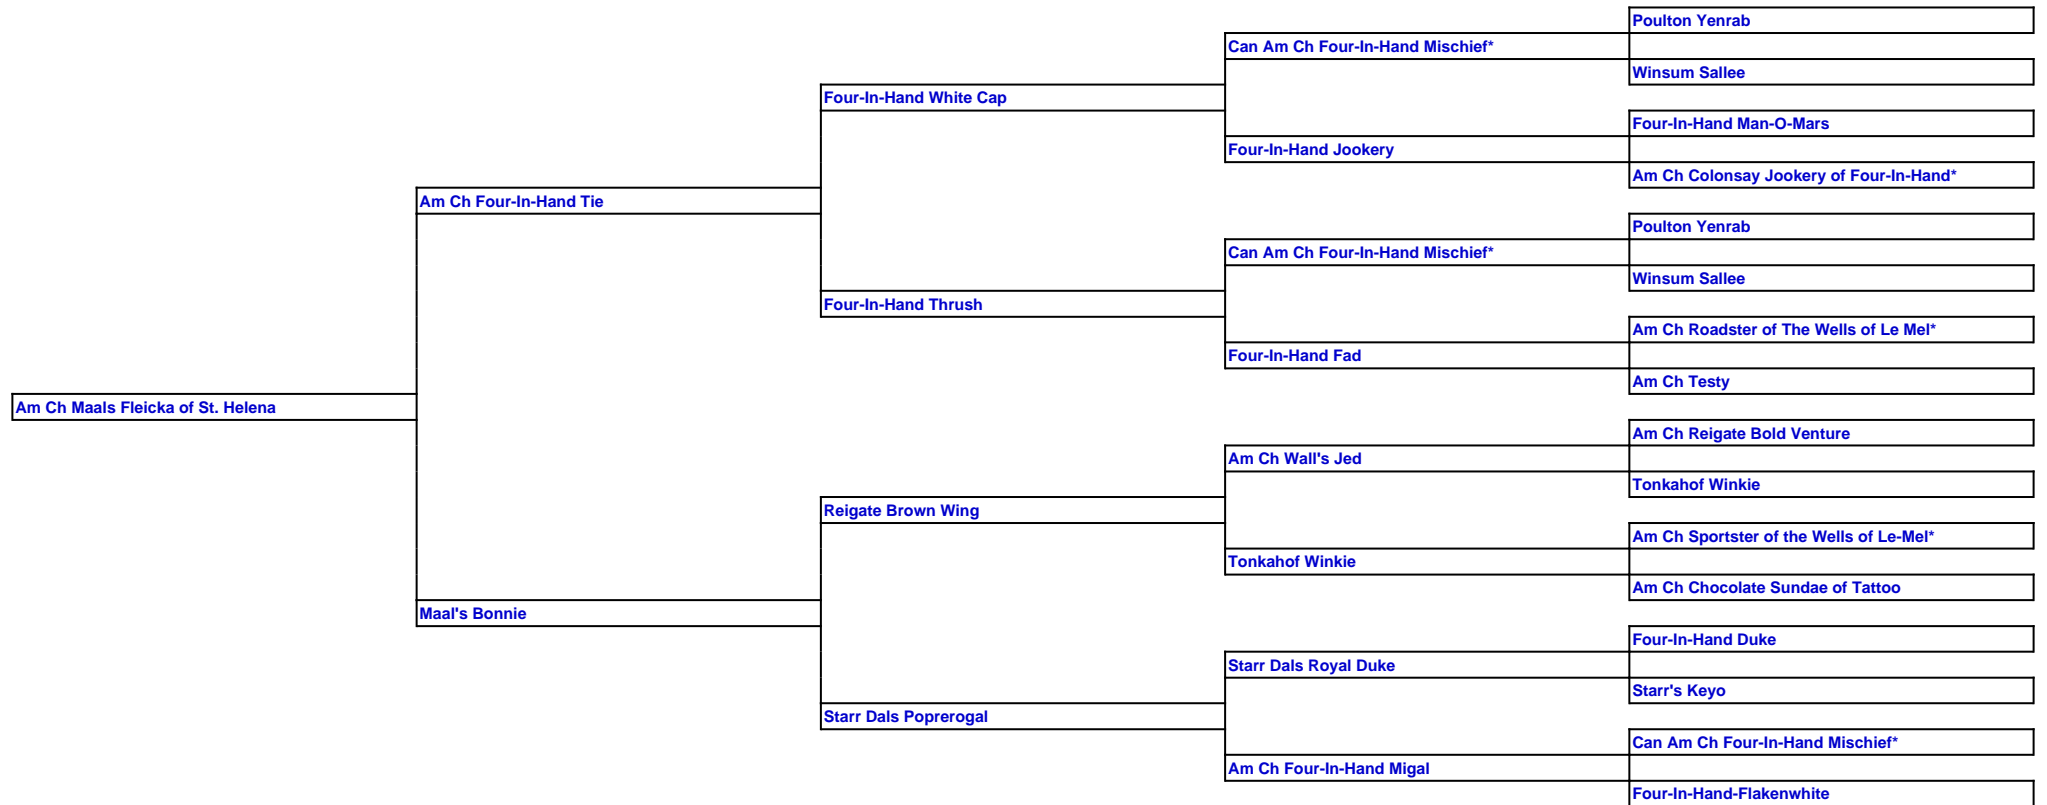 Poulton Yenrab
Can Am Ch Four-In-Hand Mischief*
Winsum Sallee
Four-In-Hand White Cap
Four-In-Hand Man-O-Mars
Four-In-Hand Jookery
Am Ch Colonsay Jookery of Four-In-Hand*
Am Ch Four-In-Hand Tie
Poulton Yenrab
Can Am Ch Four-In-Hand Mischief*
Winsum Sallee
Four-In-Hand Thrush
Am Ch Roadster of The Wells of Le Mel*
Four-In-Hand Fad
Am Ch Testy
Am Ch Maals Fleicka of St. Helena
Am Ch Reigate Bold Venture
Am Ch Wall's Jed
Tonkahof Winkie
Reigate Brown Wing
Am Ch Sportster of the Wells of Le-Mel*
Tonkahof Winkie
Am Ch Chocolate Sundae of Tattoo
Maal's Bonnie
Four-In-Hand Duke
Starr Dals Royal Duke
Starr's Keyo
Starr Dals Poprerogal
Can Am Ch Four-In-Hand Mischief*
Am Ch Four-In-Hand Migal
Four-In-Hand-Flakenwhite